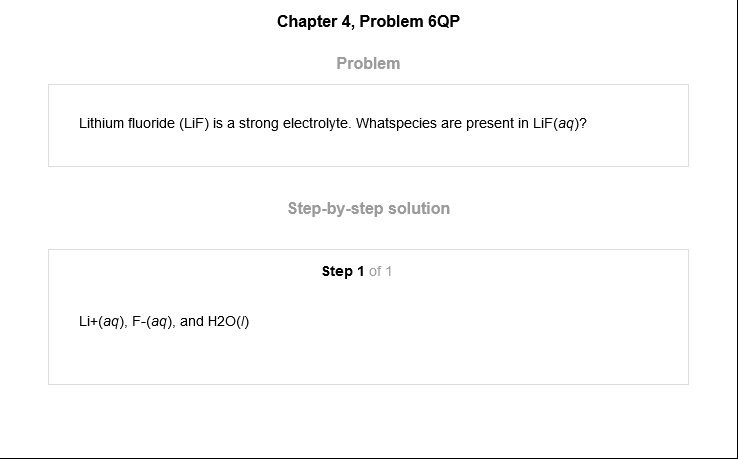 Chapter 4, Problem 6QP
Problem
Lithium fluoride (LiF) is a strong electrolyte. Whatspecies are present in LiF(aq)?
Step-by-step solution
Step 1 of 1
Li+(aq), F-(aq), and H2O(l)